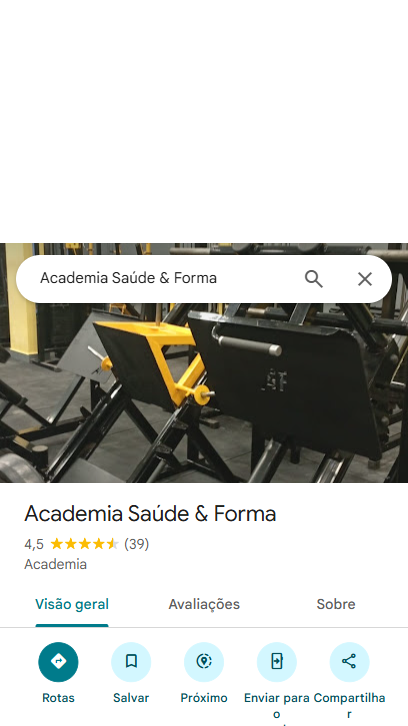 Academia Saúde & Forma
Academia Saúde & Forma
4,5 (39)
Academia
Visão geral Avaliações Sobre
Rotas Salvar Próximo Enviar para o Compartilhar